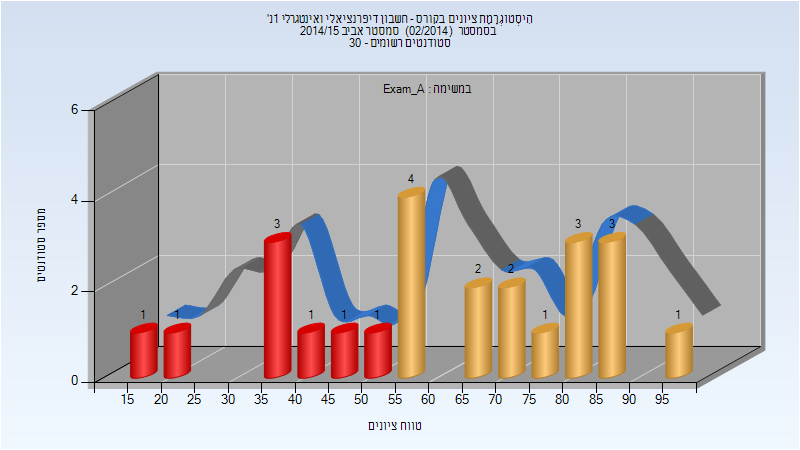 היסטוגרמת ציונים בקורס - חשבון דיפרנציאלי ואינטגרלי 1נ'
בסמסטר (02/2014) סמסטר אביב 2014/15
סטודנטים רשומים - 30
במשימה : Exam_A
מספר סטודנטים
6
4
2
0
1
1
3
1
1
1
4
2
2
1
3
3
1
15 20 25 30 35 40 45 50 55 60 65 70 75 80 85 90 95
טווח ציונים